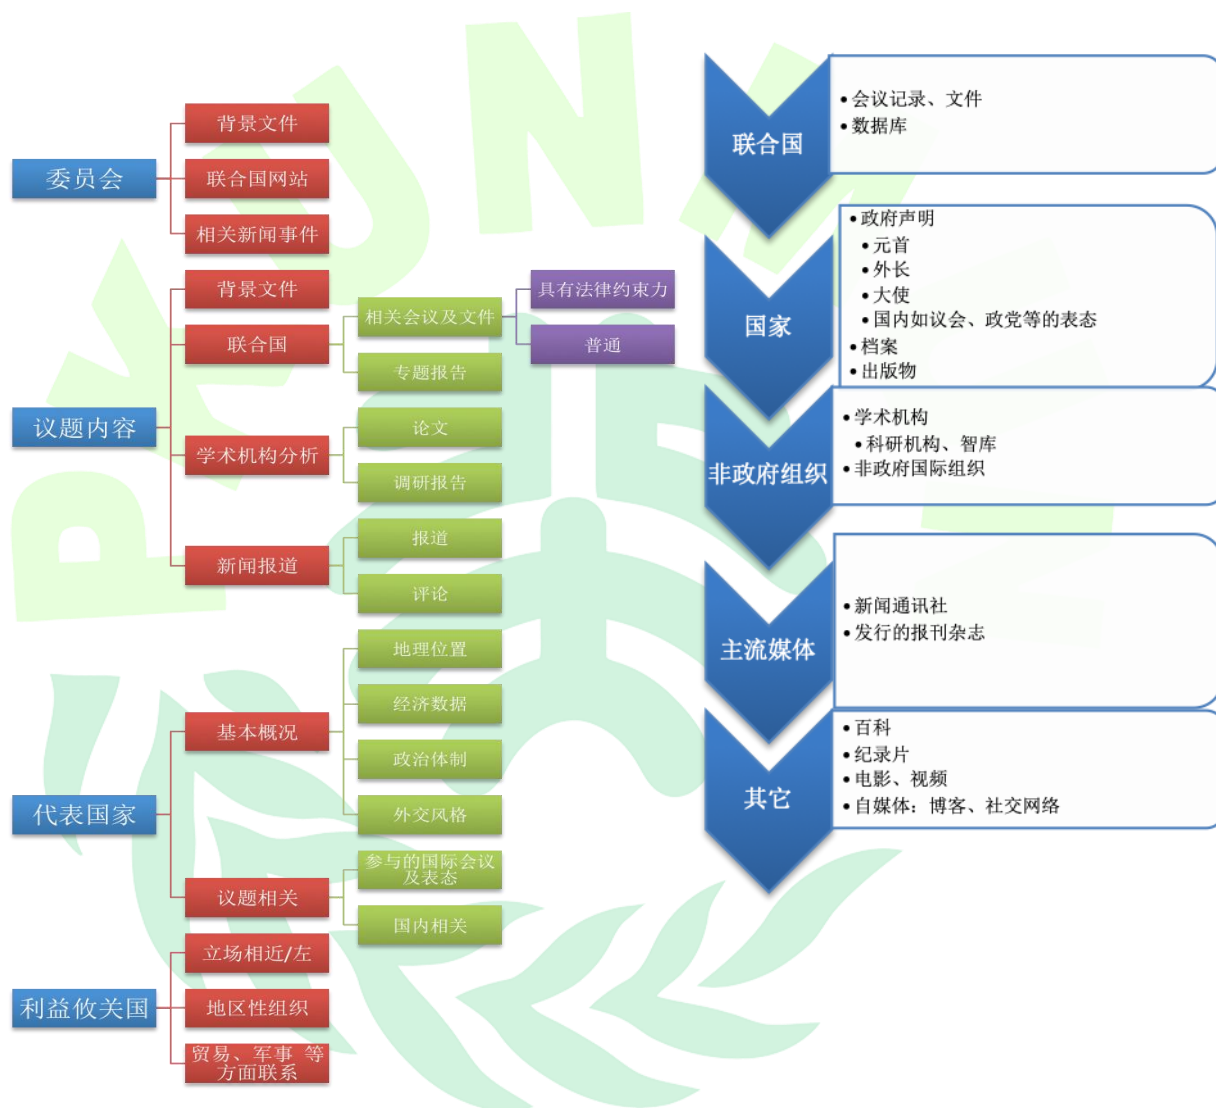 委员会
背景文件
联合国网站
相关新闻事件
议题内容
背景文件
联合国
相关会议及文件
具有法律约束力
普通
专题报告
学术机构分析
论文
调研报告
新闻报道
报道
评论
代表国家
基本概况
地理位置
经济数据
政治体制
外交风格
议题相关
参与的国际会议
及表态
国内相关
利益攸关国
立场相近/左
地区性组织
贸易、军事 等
方面联系
联合国
•会议记录、文件
•数据库
国家
•政府声明
•元首
•外长
•大使
•国内如议会、政党等的表态
•档案
•出版物
非政府组织
•学术机构
•科研机构、智库
•非政府国际组织
主流媒体
•新闻通讯社
•发行的报刊杂志
其它
•百科
•纪录片
•电影、视频
•自媒体：博客、社交网络
PKUN